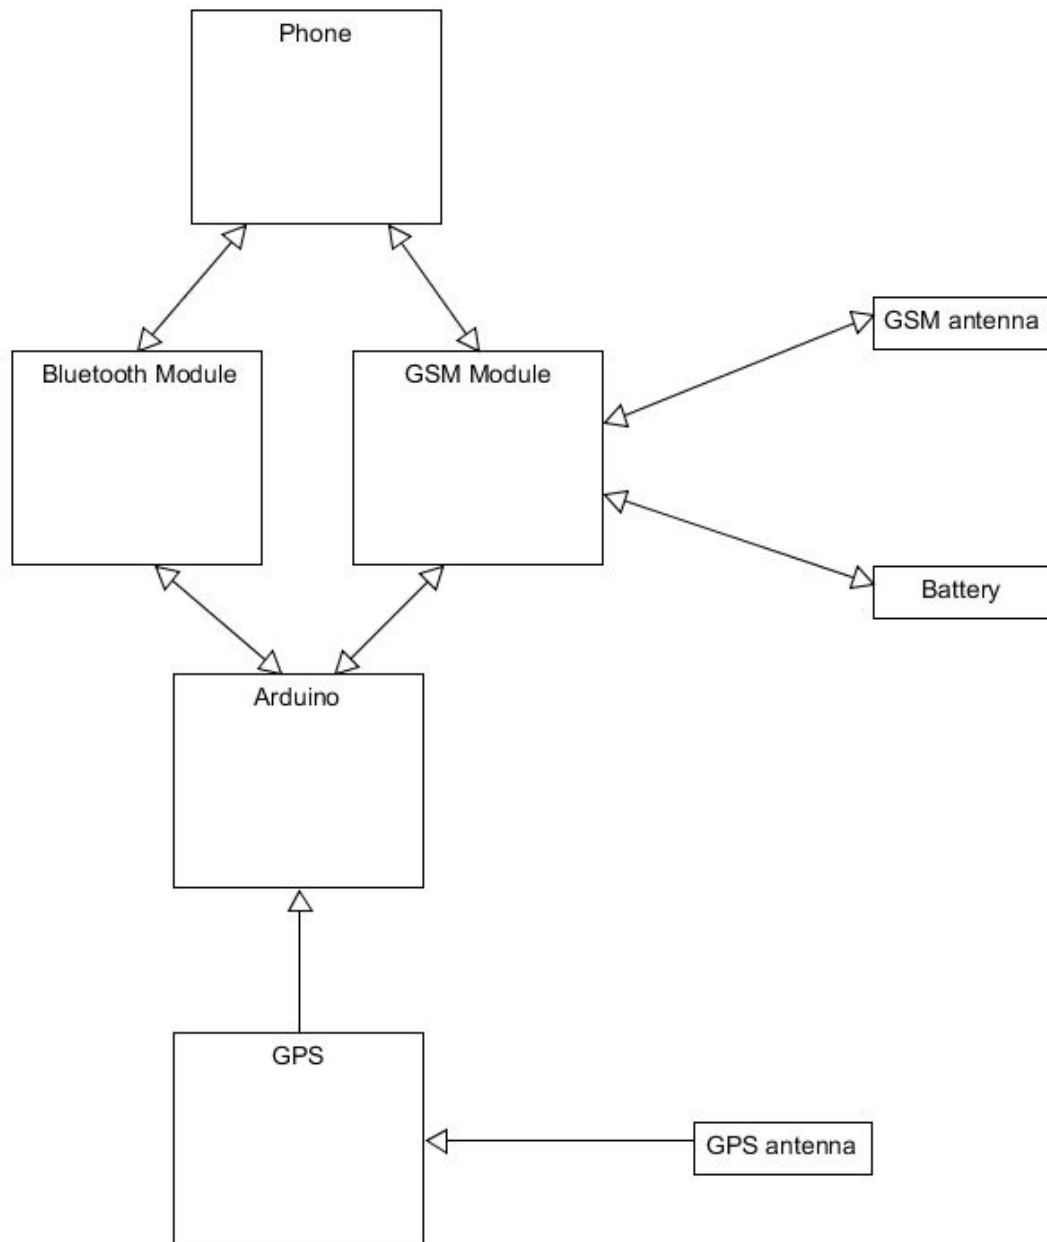 Phone
Bluetooth Module
GSM Module
GSM antenna
Battery
Arduino
GPS
GPS antenna